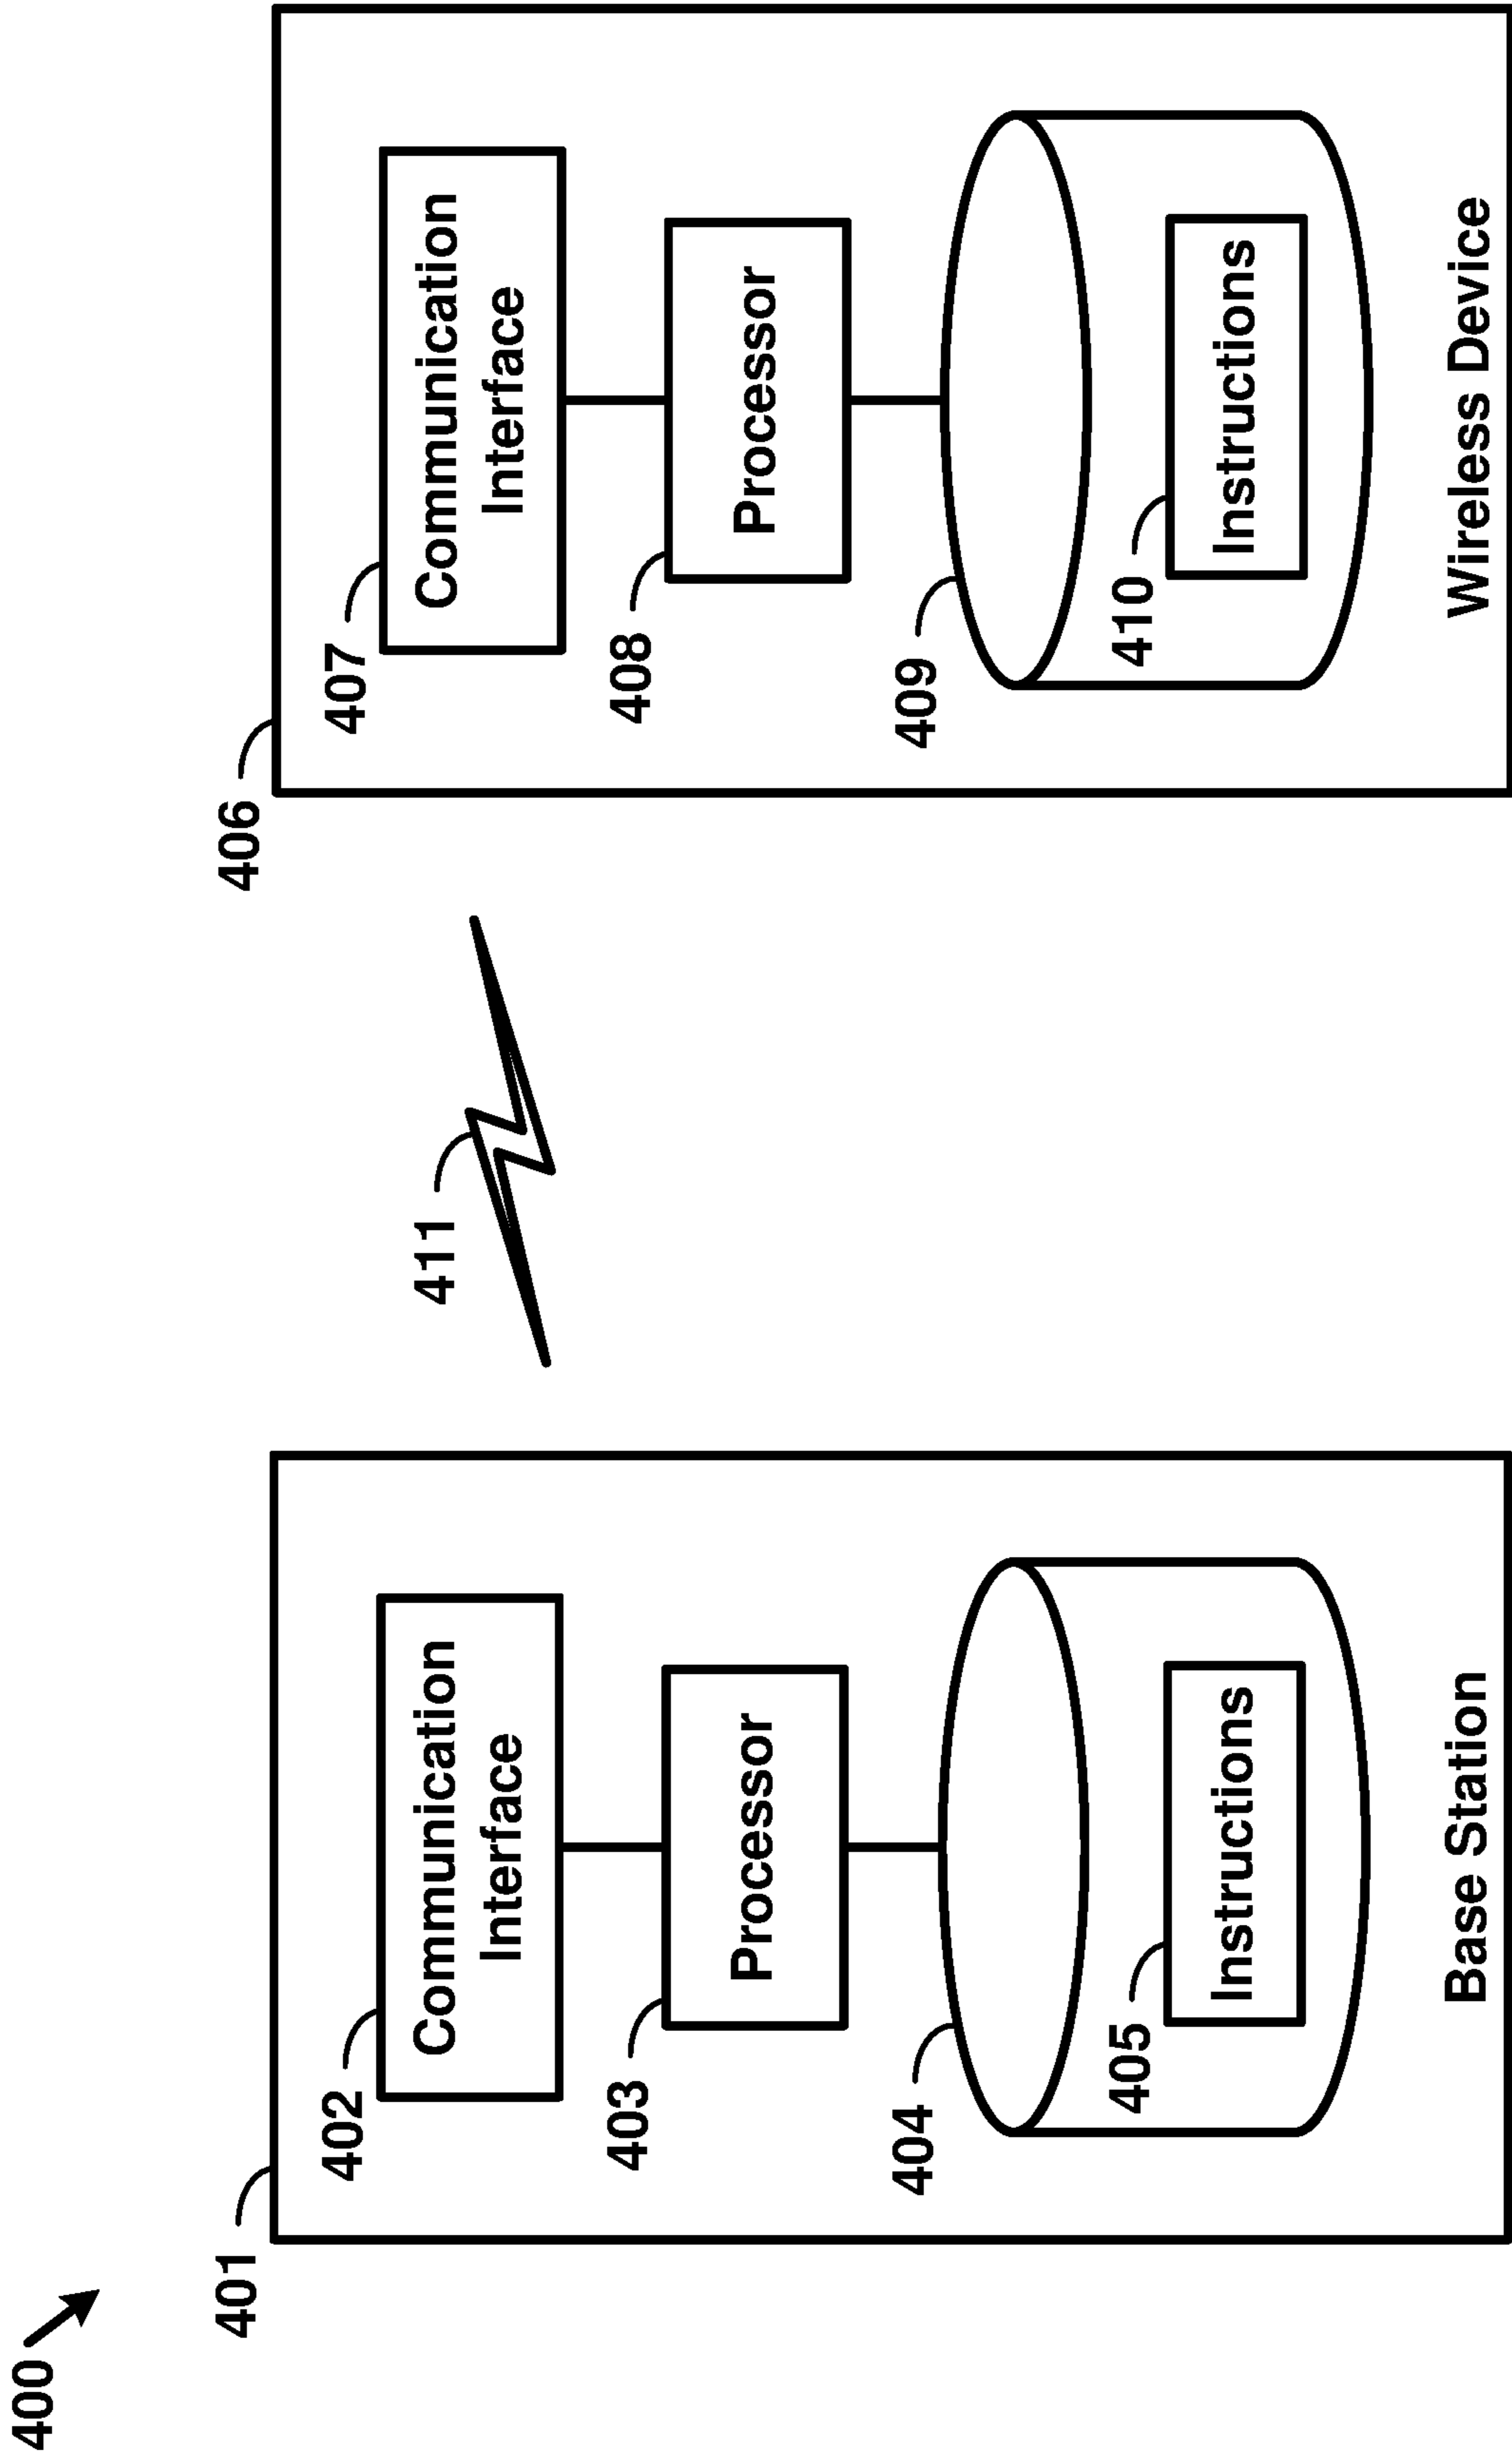 400
401
402
Communication
Interface
403
Processor
404
405
Instructions
Base Station
411
406
407
Communication
Interface
408
Processor
409
410
Instructions
Wireless Device